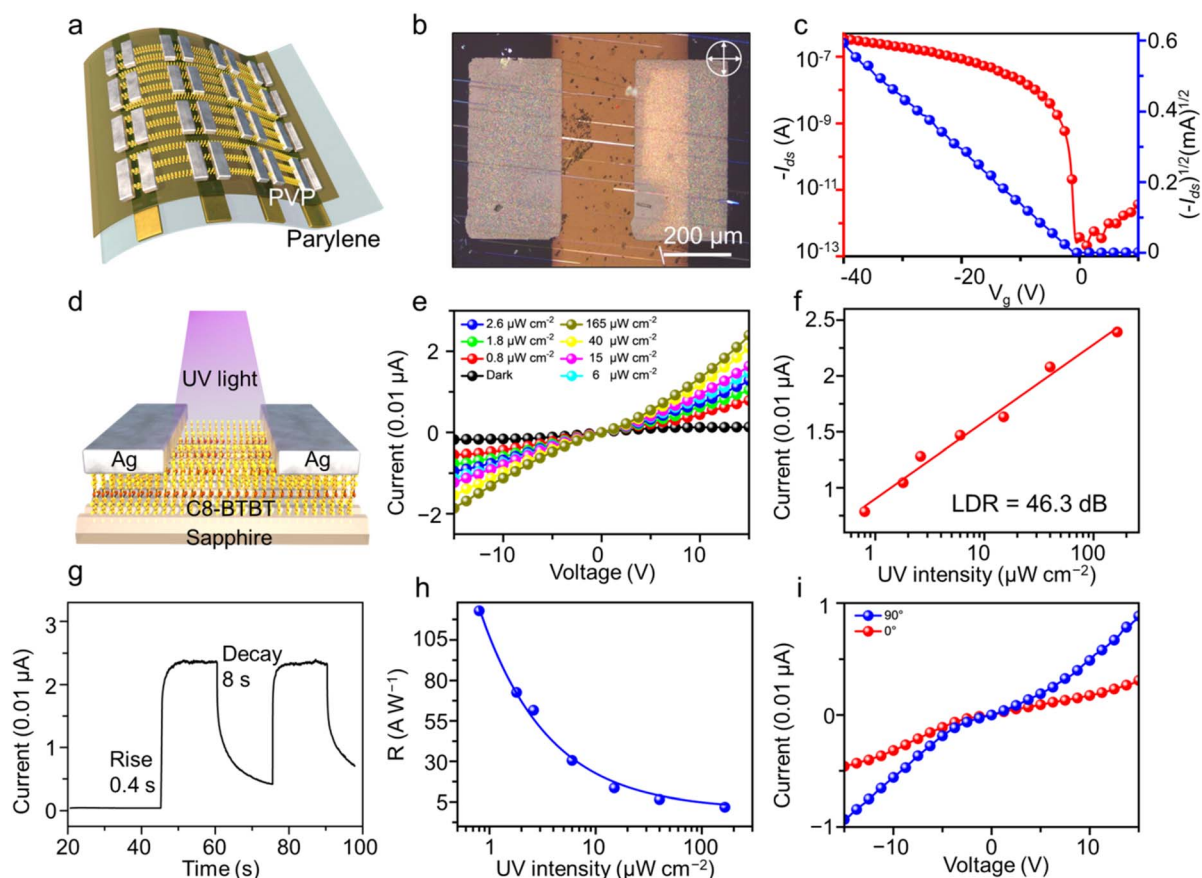 a
PVP
Parylene
b
200 μm
c
10⁻⁷
10⁻⁹
10⁻¹¹
10⁻¹³
-I_ds (A)
-40
-20
0
V_g (V)
0.6
0.4
0.2
0
(-I_ds)^1/2(mA)^1/2
d
UV light
Ag
Ag
C8-BTBT
Sapphire
e
2.6 μW cm⁻²
1.8 μW cm⁻²
0.8 μW cm⁻²
Dark
165 μW cm⁻²
40 μW cm⁻²
15 μW cm⁻²
6 μW cm⁻²
2
0
−2
Current (0.01 μA)
−10
0
10
Voltage (V)
f
2.5
2
1.5
1
Current (0.01 μA)
LDR = 46.3 dB
1
10
100
UV intensity (μW cm⁻²)
g
3
2
1
0
Current (0.01 μA)
Rise
0.4 s
Decay
8 s
20
40
60
80
100
Time (s)
h
105
80
55
30
5
R (A W⁻¹)
1
10
100
UV intensity (μW cm⁻²)
i
90°
0°
1
0
−1
Current (0.01 μA)
−10
0
10
Voltage (V)